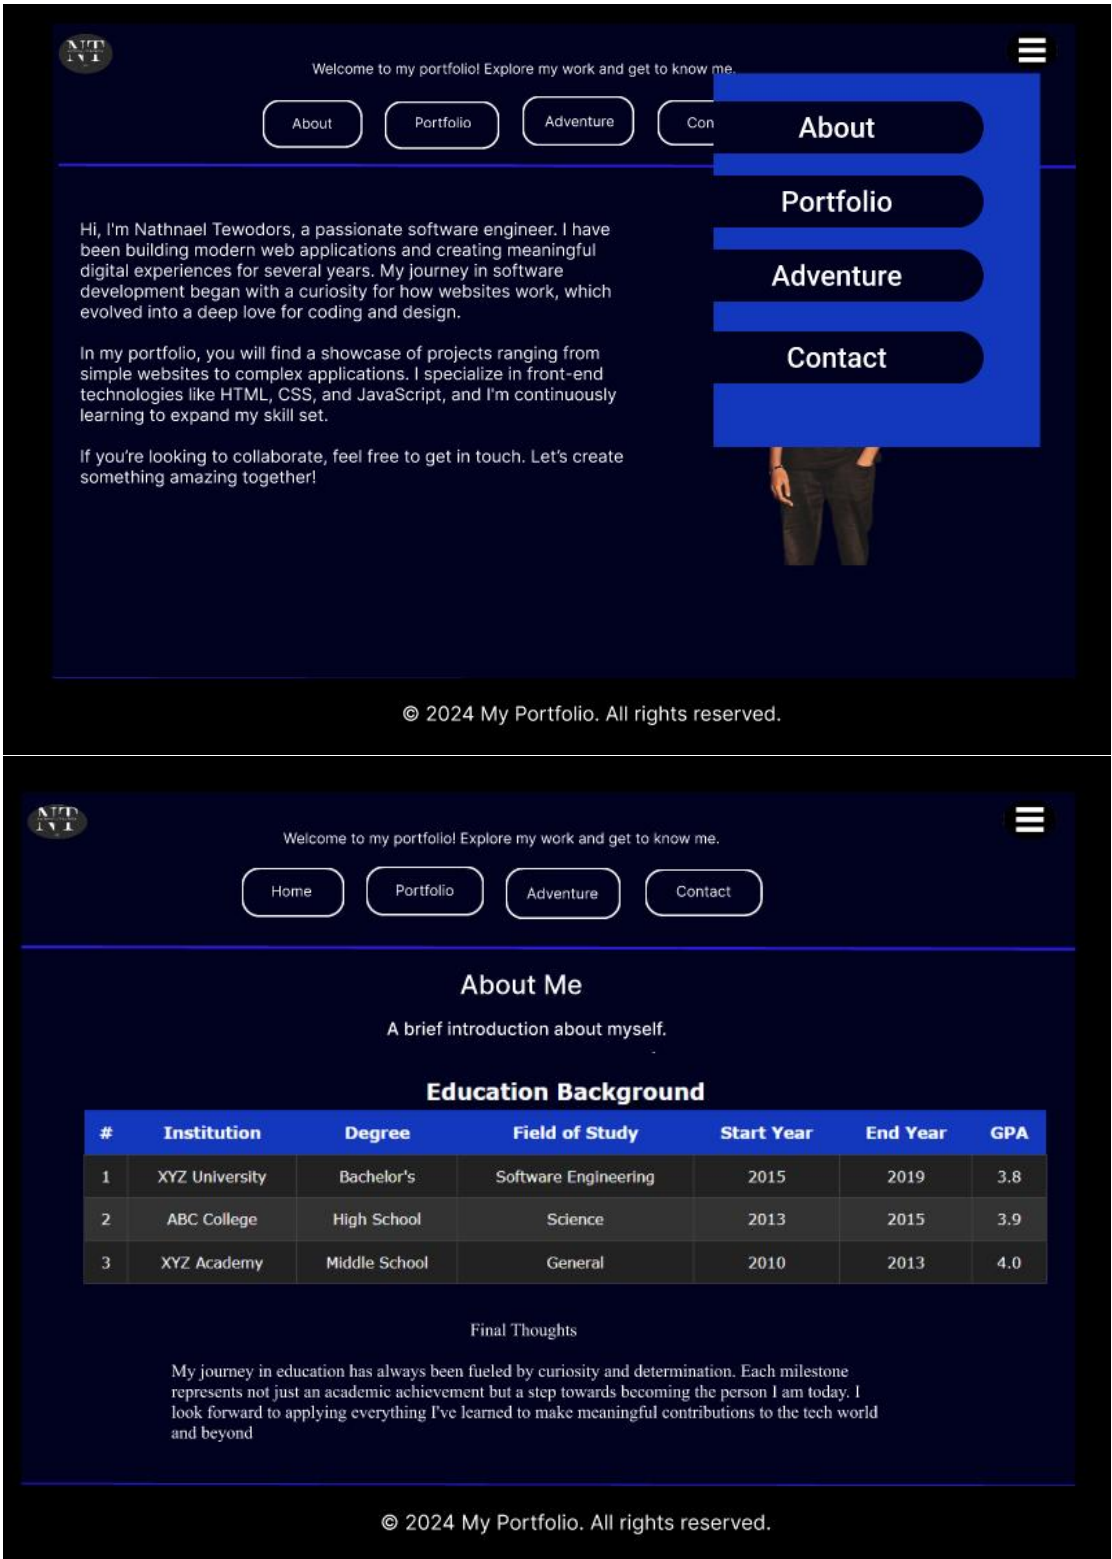 NT
Welcome to my portfolio! Explore my work and get to know me.
About
Portfolio
Adventure
Con
About
Portfolio
Adventure
Contact
Hi, I'm Nathnael Tewodors, a passionate software engineer. I have
been building modern web applications and creating meaningful
digital experiences for several years. My journey in software
development began with a curiosity for how websites work, which
evolved into a deep love for coding and design.
In my portfolio, you will find a showcase of projects ranging from
simple websites to complex applications. I specialize in front-end
technologies like HTML, CSS, and JavaScript, and I'm continuously
learning to expand my skill set.
If you're looking to collaborate, feel free to get in touch. Let's create
something amazing together!
© 2024 My Portfolio. All rights reserved.
NT
Welcome to my portfolio! Explore my work and get to know me.
Home Portfolio Adventure Contact
About Me
A brief introduction about myself.
Education Background
# Institution Degree Field of Study Start Year End Year GPA
1 XYZ University Bachelor's Software Engineering 2015 2019 3.8
2 ABC College High School Science 2013 2015 3.9
3 XYZ Academy Middle School General 2010 2013 4.0
Final Thoughts
My journey in education has always been fueled by curiosity and determination. Each milestone
represents not just an academic achievement but a step towards becoming the person I am today. I
look forward to applying everything I've learned to make meaningful contributions to the tech world
and beyond
© 2024 My Portfolio. All rights reserved.